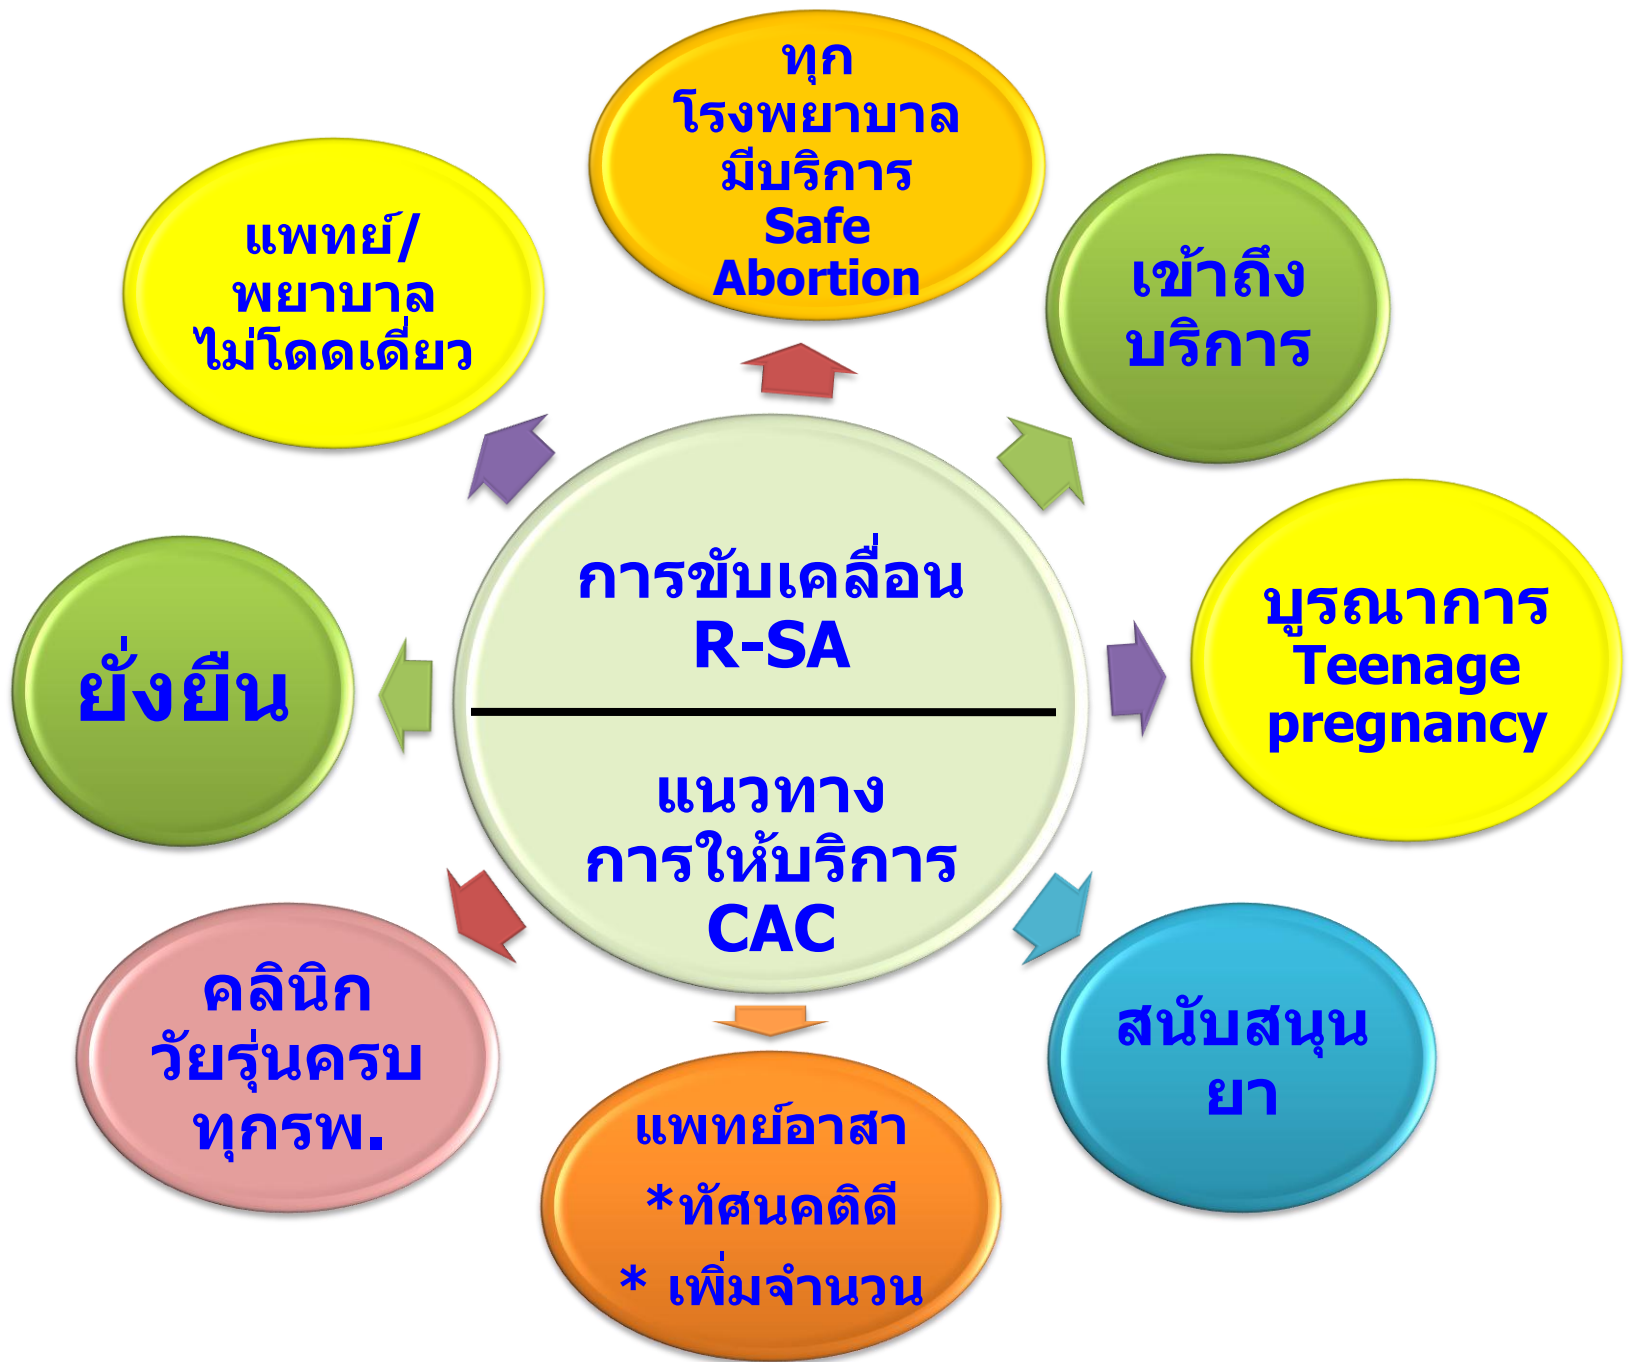 ทุก
โรงพยาบาล
มีบริการ
Safe
Abortion
แพทย์/
พยาบาล
ไม่โดดเดี่ยว
เข้าถึง
บริการ
การขับเคลื่อน
R-SA
แนวทาง
การให้บริการ
CAC
บูรณาการ
Teenage
pregnancy
ยั่งยืน
คลินิก
วัยรุ่นครบ
ทุกรพ.
สนับสนุน
ยา
แพทย์อาสา
*ทัศนคติดี
* เพิ่มจำนวน